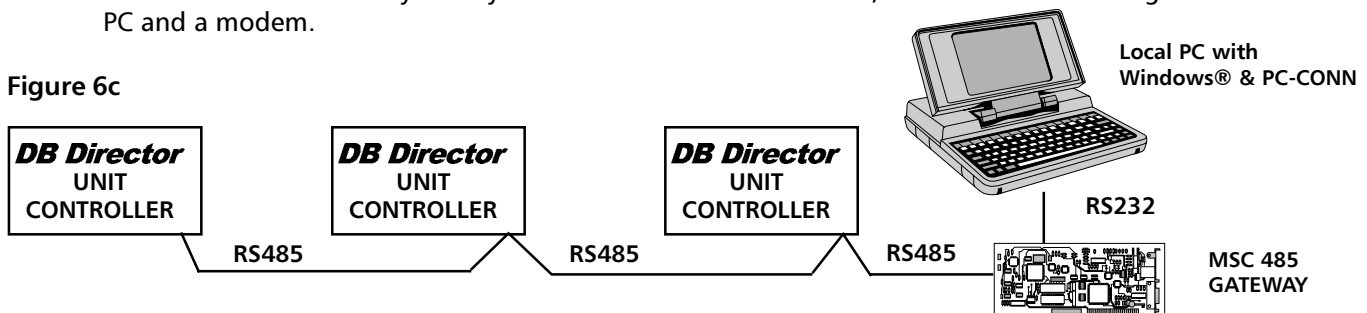 PC and a modem.
Local PC with
Windows® & PC-CONN
Figure 6c
DB Director
UNIT
CONTROLLER
DB Director
UNIT
CONTROLLER
DB Director
UNIT
CONTROLLER
RS232
RS485
RS485
RS485
MSC 485
GATEWAY